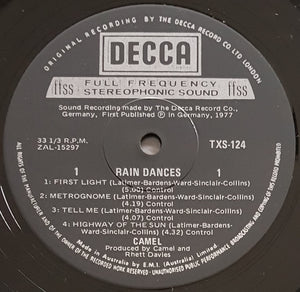 ORIGINAL RECORDING BY THE DECCA RECORD CO. LTD. LONDON
DECCA
ffss FULL FREQUENCY ffss
STEREOPHONIC SOUND
Sound Recording made by The Decca Record Co.,
Germany, First Published Ⓟ in Germany, 1977
33 1/3 R.P.M. TXS-124
ZAL-15297
1 RAIN DANCES 1
1: FIRST LIGHT (Latimer-Bardens-Ward-Sinclair-Collins)
Control
2: METROGNOME (Latimer-Bardens-Ward-Sinclair-Collins)
(4.19) Control
3: TELL ME (Latimer-Bardens-Ward-Sinclair-Collins)
(4.09) Control
4: HIGHWAY OF THE SUN (Latimer-Bardens-Ward-Sinclair-Collins) (4.32) Control
CAMEL
Produced by Camel and
Rhett Davies
Made in Australia by E.M.I. (Australia) Limited
ALL RIGHTS OF THE MANUFACTURER AND OF THE OWNER OF THE RECORDED WORK RESERVED - UNAUTHORISED PUBLIC PERFORMANCE BROADCASTING AND COPYING OF THIS RECORD PROHIBITED